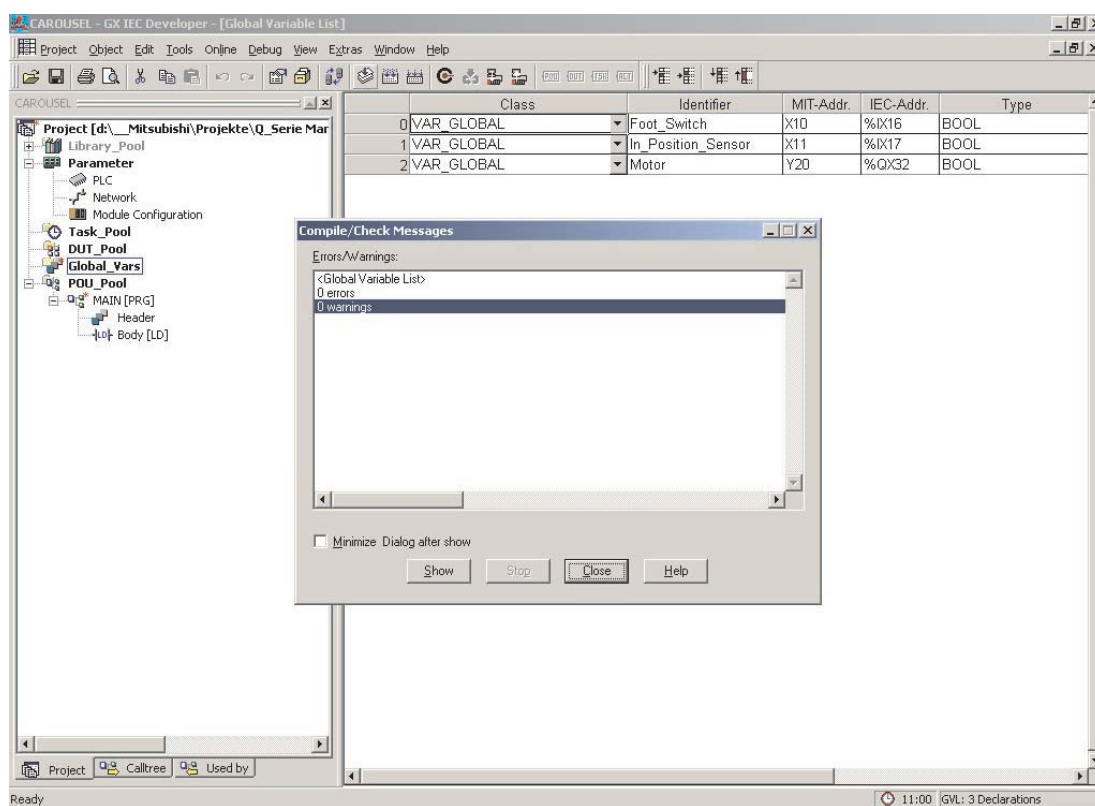 CAROUSEL - GX IEC Developer - [Global Variable List]
Project Object Edit Tools Online Debug View Extras Window Help
CAROUSEL
Project [d:\__Mitsubishi\Projekte\Q_Serie Mar
Library_Pool
Parameter
PLC
Network
Module Configuration
Task_Pool
DUT_Pool
Global_Vars
POU_Pool
MAIN [PRG]
Header
Body [LD]
Class Identifier MIT-Addr. IEC-Addr. Type
0 VAR_GLOBAL Foot_Switch X10 %IX16 BOOL
1 VAR_GLOBAL In_Position_Sensor X11 %IX17 BOOL
2 VAR_GLOBAL Motor Y20 %QX32 BOOL
Compile/Check Messages
Errors/Warnings:
<Global Variable List>
0 errors
0 warnings
Minimize Dialog after show
Show Stop Close Help
Project Calltree Used by
Ready 11:00 GVL: 3 Declarations